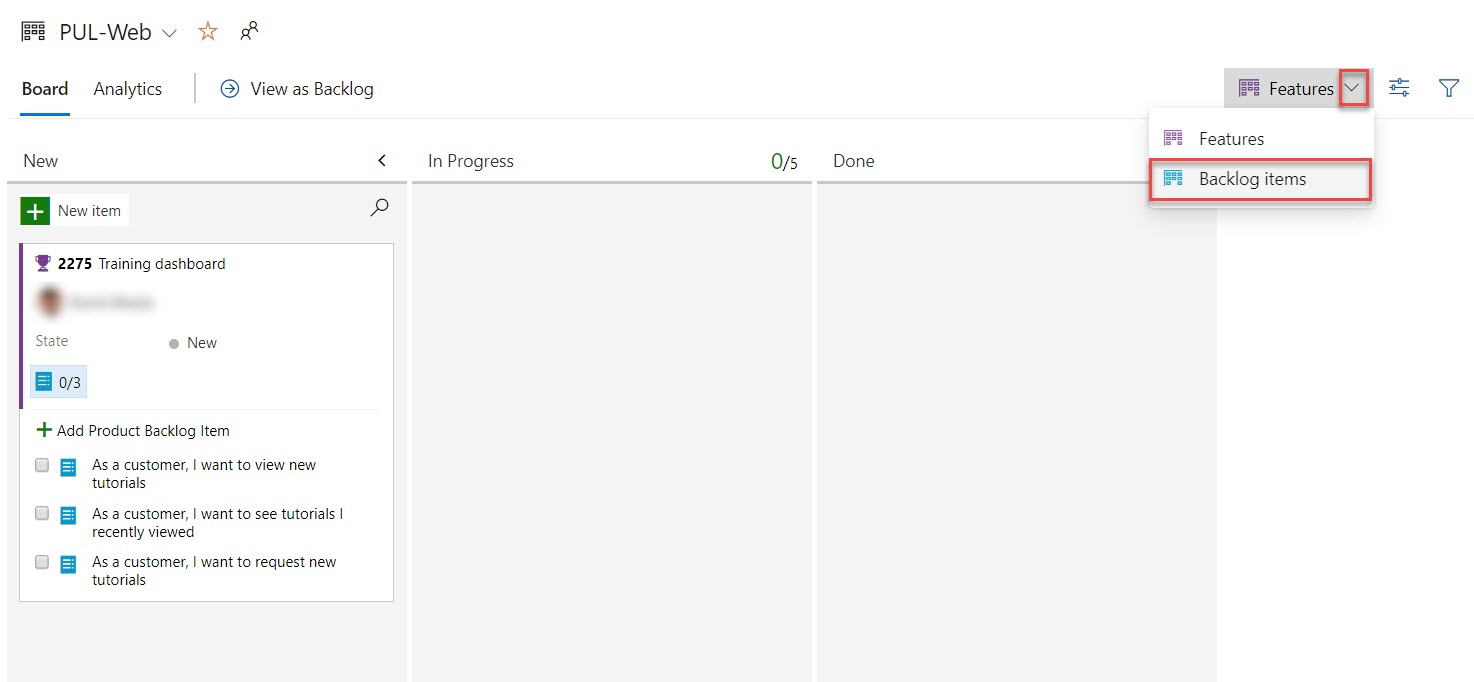 PUL-Web
Board Analytics View as Backlog Features
Features
Backlog items
New In Progress 0/5 Done
New item
2275 Training dashboard
State New
0/3
Add Product Backlog Item
As a customer, I want to view new
tutorials
As a customer, I want to see tutorials I
recently viewed
As a customer, I want to request new
tutorials